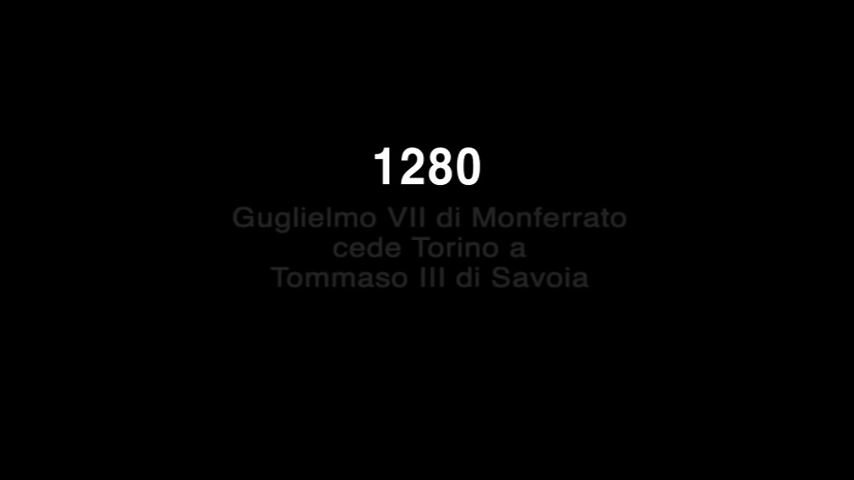 1280
Guglielmo VII di Monferrato
cede Torino a
Tommaso III di Savoia